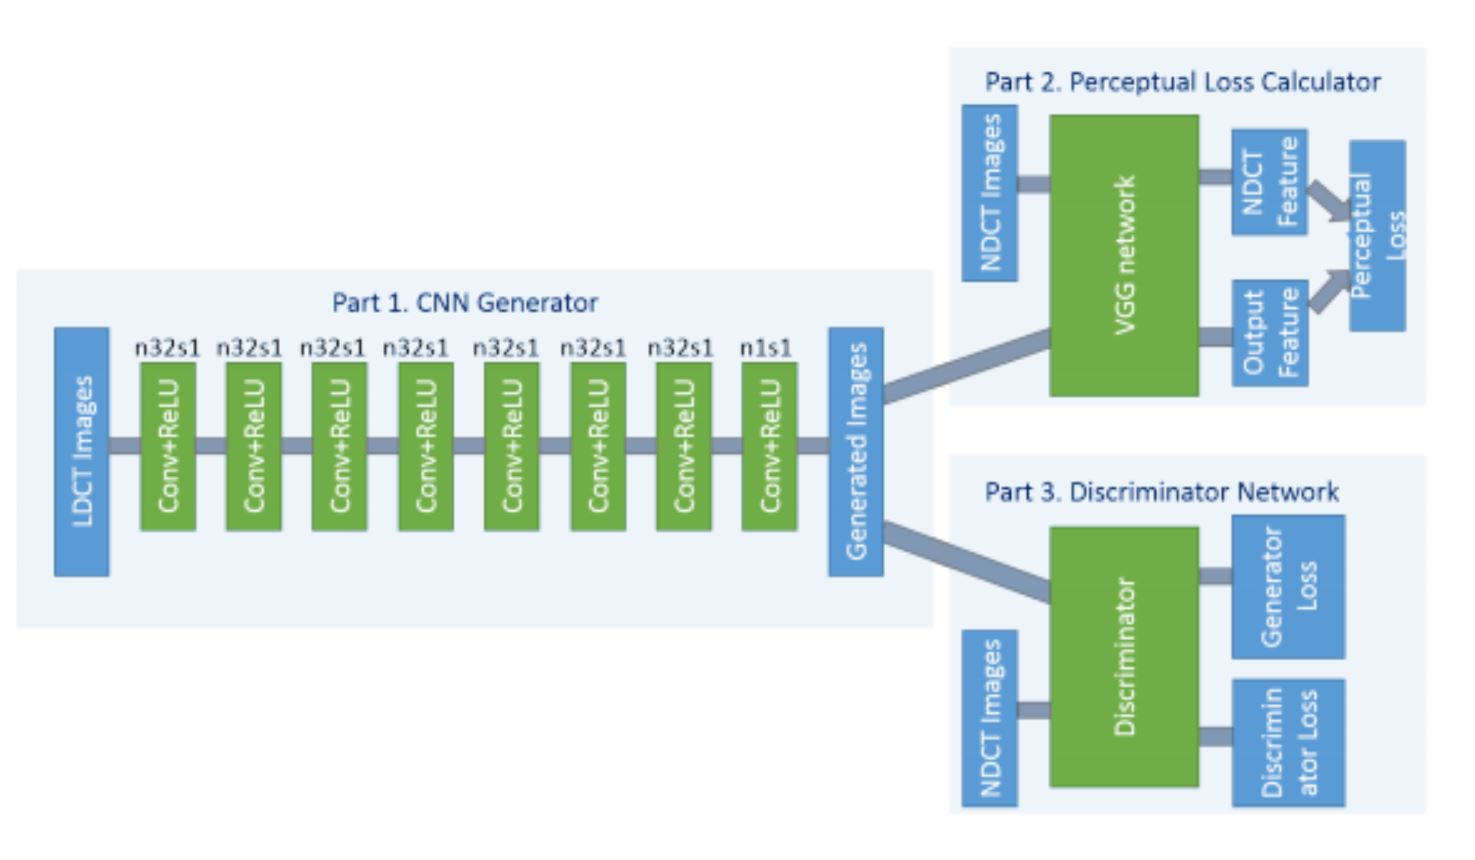 Part 1. CNN Generator
LDCT Images
n32s1
n32s1
n32s1
n32s1
n32s1
n32s1
n32s1
n1s1
Conv+ReLU
Conv+ReLU
Conv+ReLU
Conv+ReLU
Conv+ReLU
Conv+ReLU
Conv+ReLU
Conv+ReLU
Generated Images
Part 2. Perceptual Loss Calculator
NDCT Images
VGG network
NDCT
Feature
Output
Feature
Perceptual
Loss
Part 3. Discriminator Network
NDCT Images
Discriminator
Generator
Loss
Discrimin
ator Loss